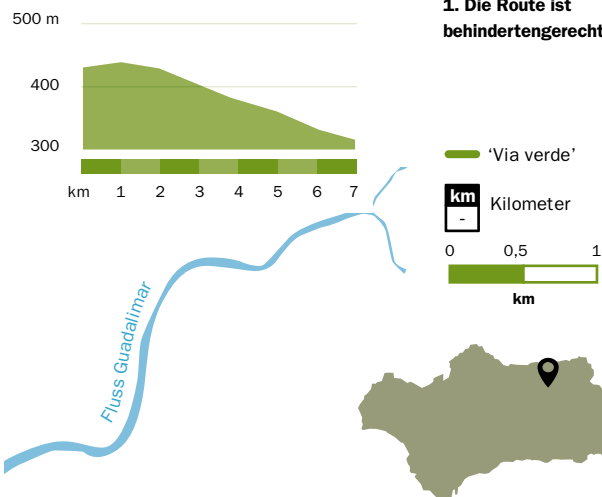 500 m
400
300
km 1 2 3 4 5 6 7
1. Die Route ist
behindertengerecht
‘Via verde’
km
-
Kilometer
0 0,5 1
km
Fluss Guadalimar